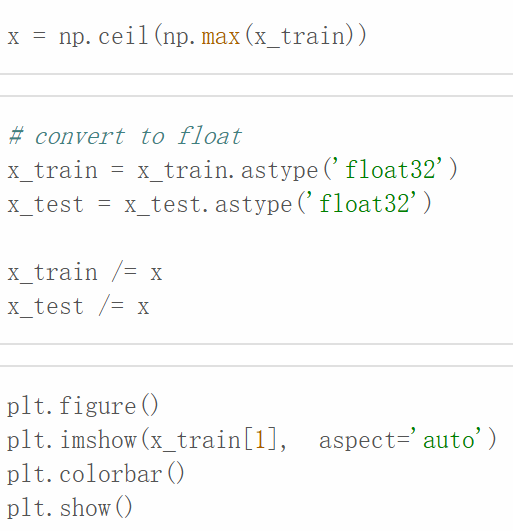 x = np.ceil(np.max(x_train))
# convert to float
x_train = x_train.astype('float32')
x_test = x_test.astype('float32')
x_train /= x
x_test /= x
plt.figure()
plt.imshow(x_train[1],  aspect='auto')
plt.colorbar()
plt.show()